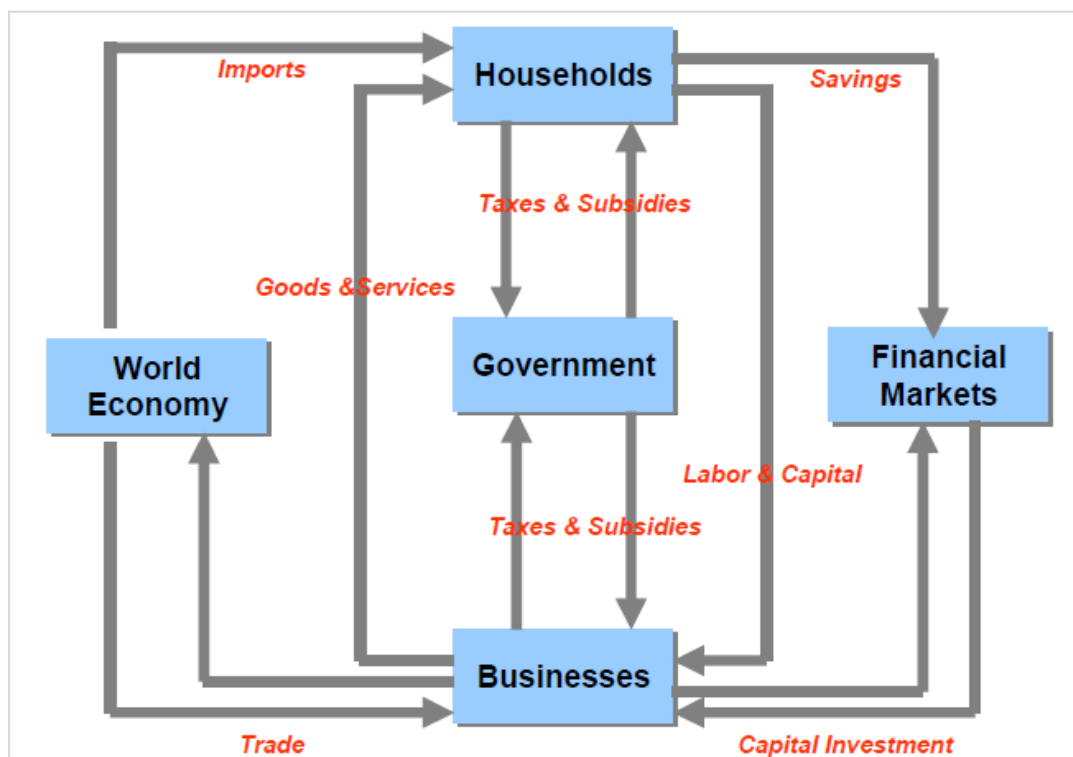 Imports
Households
Savings
Taxes & Subsidies
Goods &Services
World
Economy
Government
Financial
Markets
Labor & Capital
Taxes & Subsidies
Businesses
Trade
Capital Investment